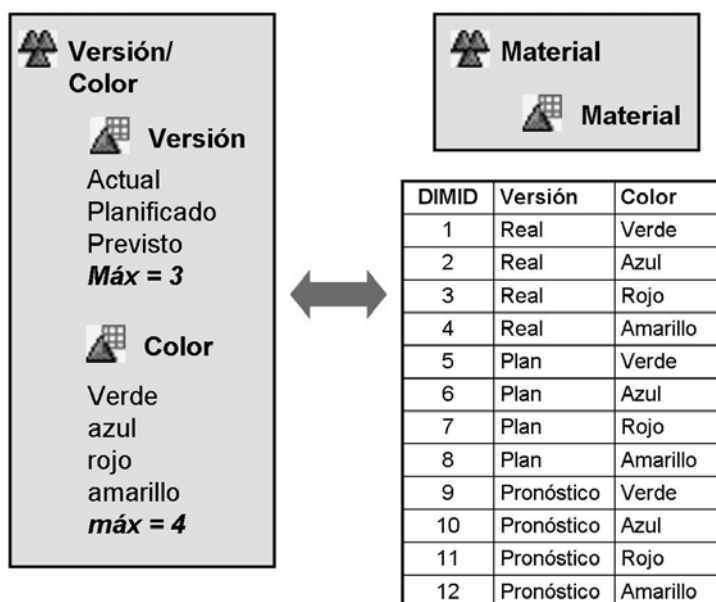 Versión/
Color
Versión
Actual
Planificado
Previsto
Máx = 3
Color
Verde
azul
rojo
amarillo
máx = 4
Material
Material
DIMID Versión Color
1 Real Verde
2 Real Azul
3 Real Rojo
4 Real Amarillo
5 Plan Verde
6 Plan Azul
7 Plan Rojo
8 Plan Amarillo
9 Pronóstico Verde
10 Pronóstico Azul
11 Pronóstico Rojo
12 Pronóstico Amarillo